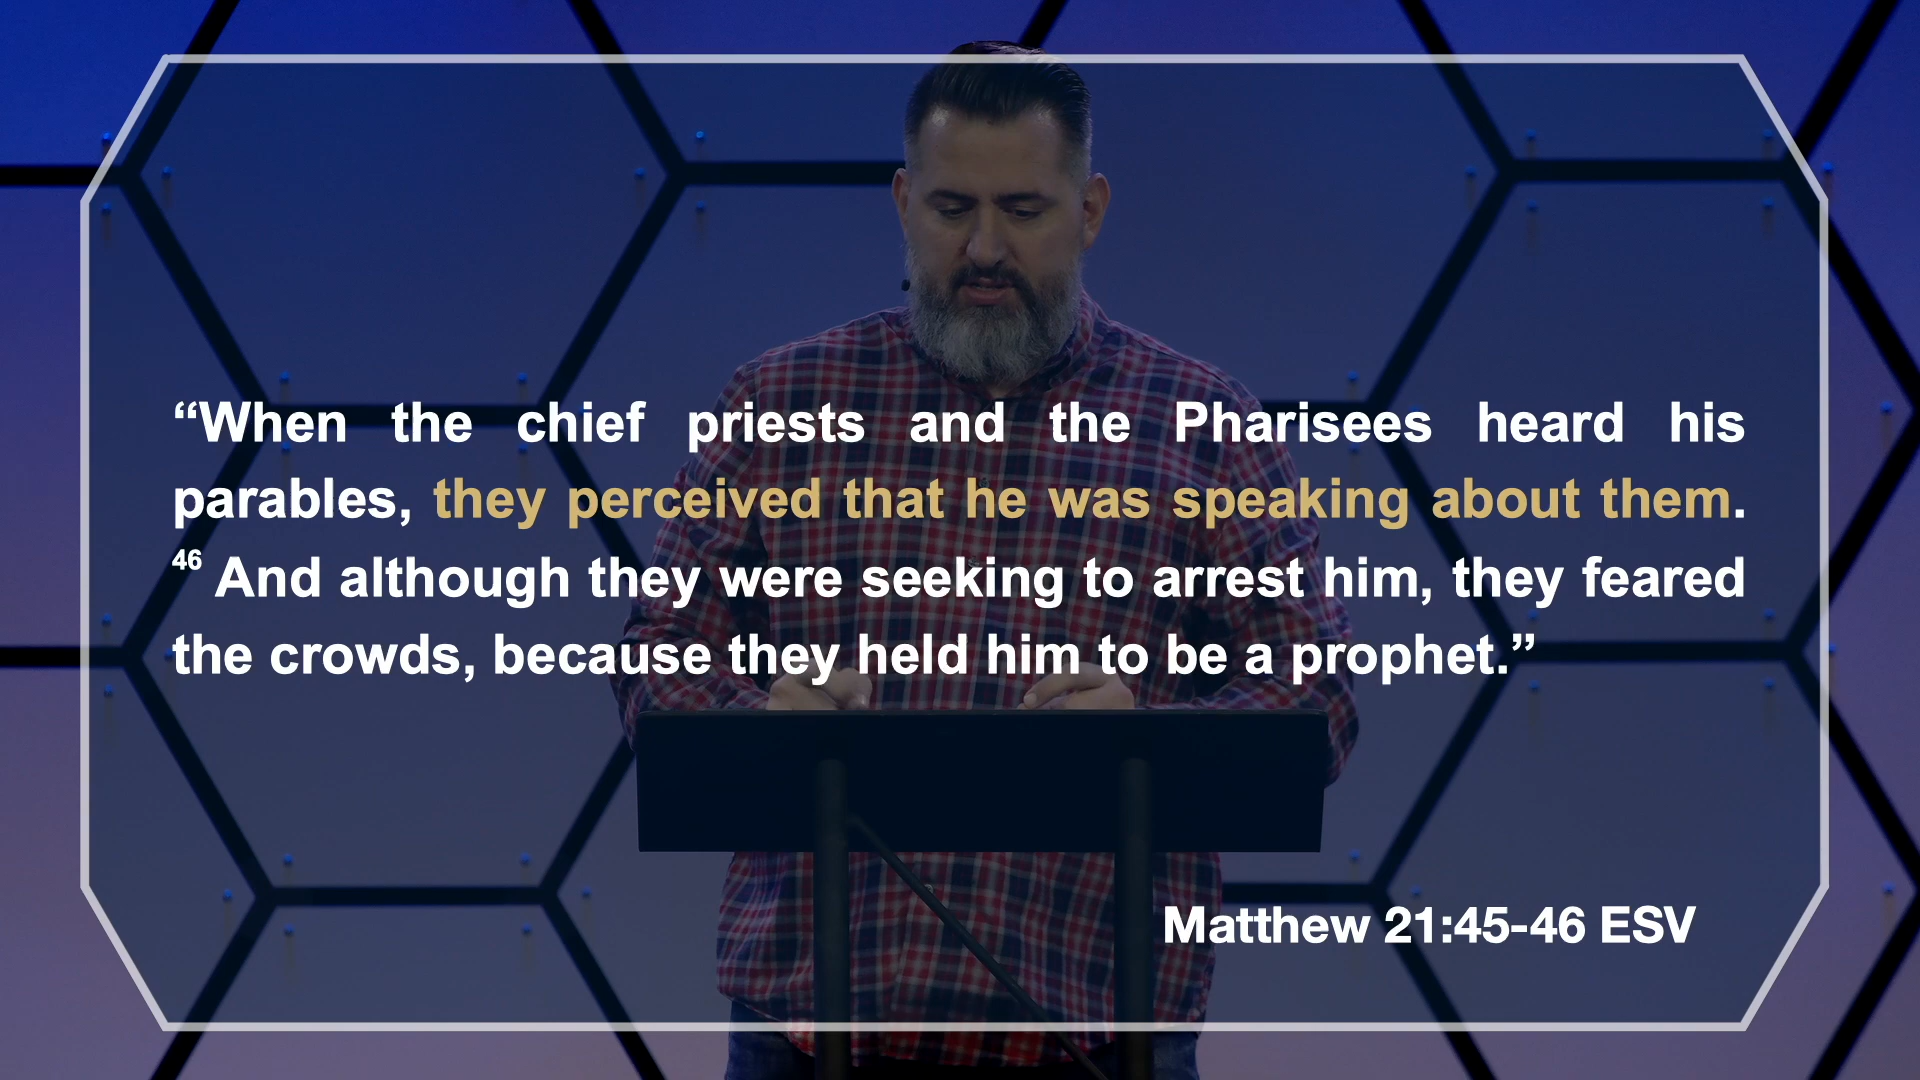 “When the chief priests and the Pharisees heard his
parables, they perceived that he was speaking about them.
46 And although they were seeking to arrest him, they feared
the crowds, because they held him to be a prophet.”
Matthew 21:45-46 ESV